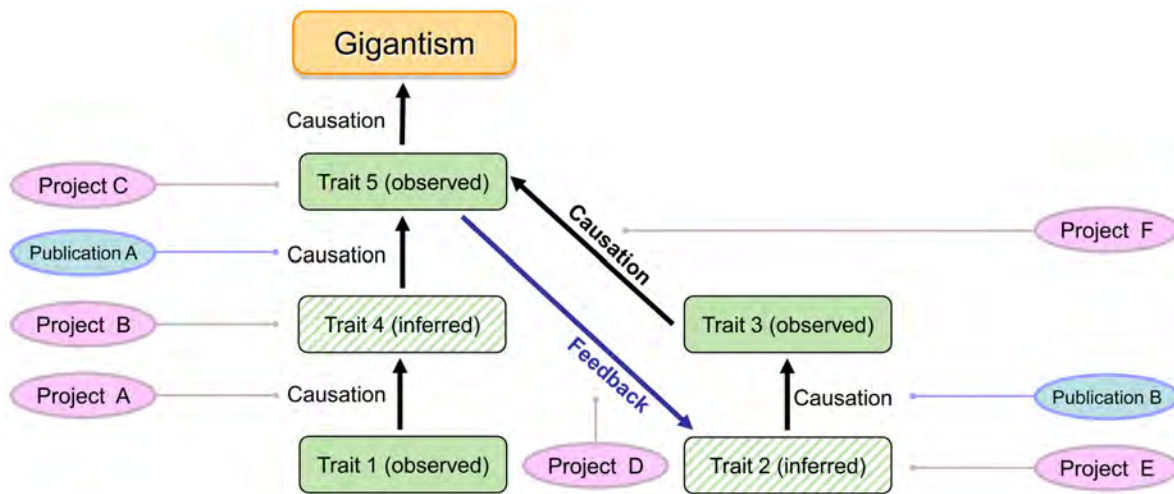 Gigantism
Causation
Project C
Trait 5 (observed)
Causation
Project F
Publication A
Causation
Project B
Trait 4 (inferred)
Trait 3 (observed)
Feedback
Project A
Causation
Causation
Publication B
Trait 1 (observed)
Project D
Trait 2 (inferred)
Project E